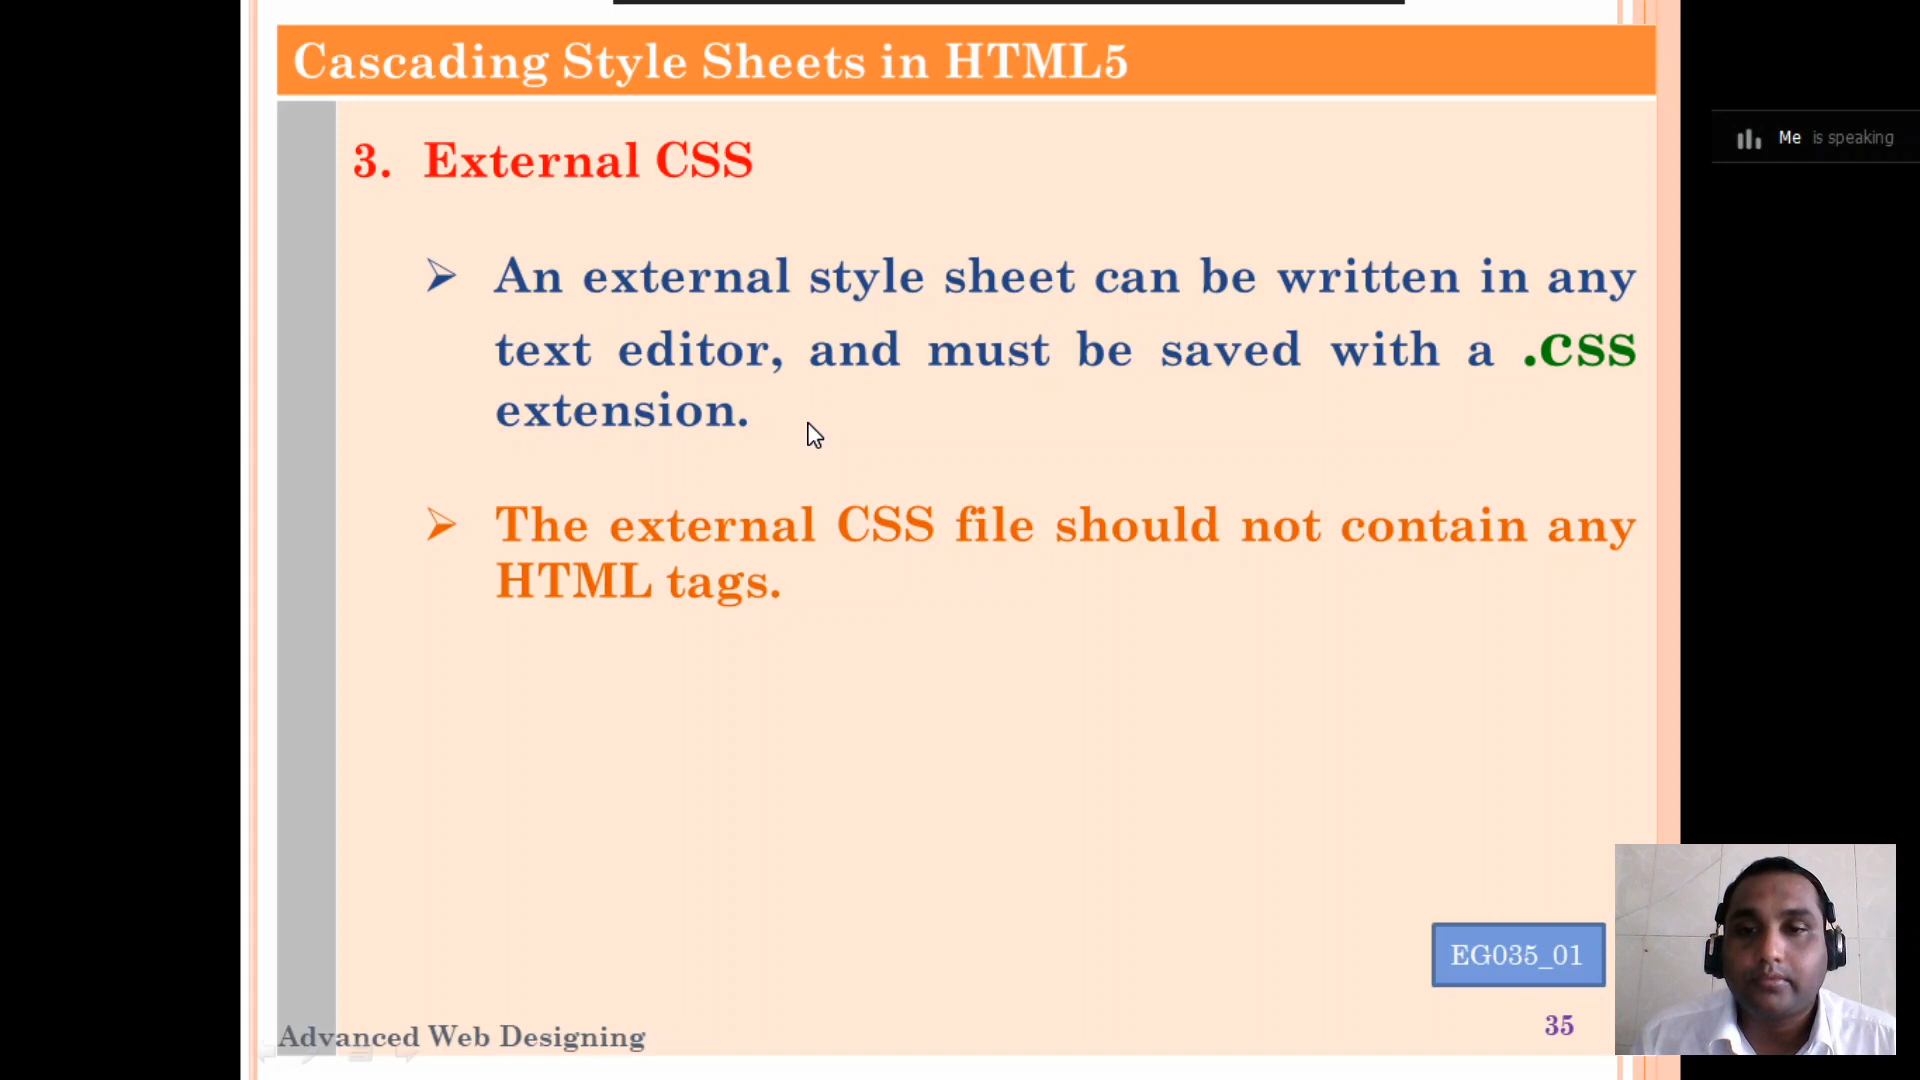 Cascading Style Sheets in HTML5
Me is speaking
3. External CSS
➢ An external style sheet can be written in any
text editor, and must be saved with a .css
extension.
➢ The external CSS file should not contain any
HTML tags.
EG035_01
35
Advanced Web Designing